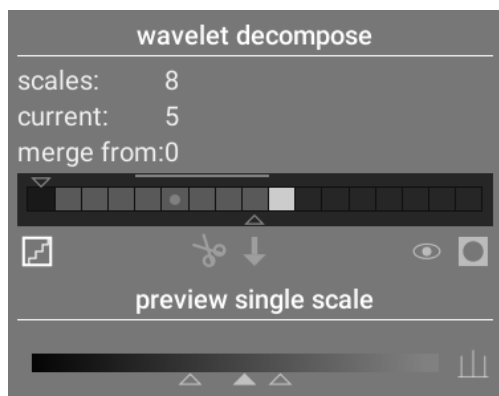 wavelet decompose
scales: 8
current: 5
merge from:0
preview single scale